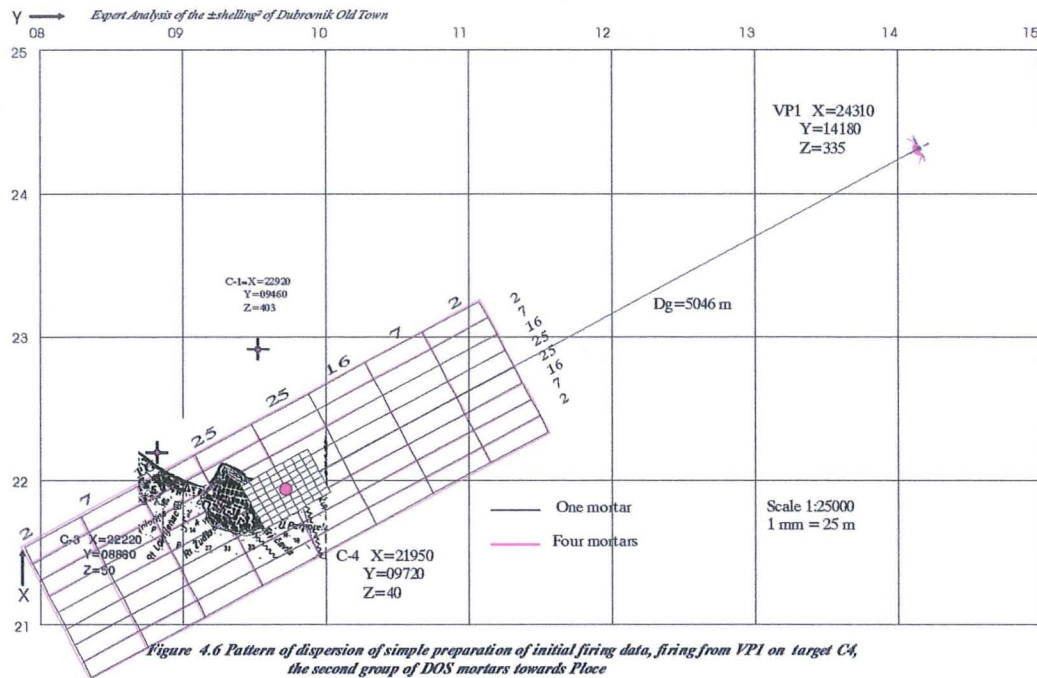 Y Expert Analysis of the ±shelling² of Dubrovnik Old Town
08 09 10 11 12 13 14 15
25
VP1 X=24310
Y=14180
Z=335
24
C-1=X=22920
Y=09460
Z=403
Dg=5046 m
23
2 7 16 25 25 7 2
2
7
16
25
25
16
7
2
22
One mortar
Four mortars
Scale 1:25000
1 mm = 25 m
C-3 X=22220
Y=08880
Z=50
C-4 X=21950
Y=09720
Z=40
X
21
Figure 4.6 Pattern of dispersion of simple preparation of initial firing data, firing from VP1 on target C4,
the second group of DOS mortars towards Place